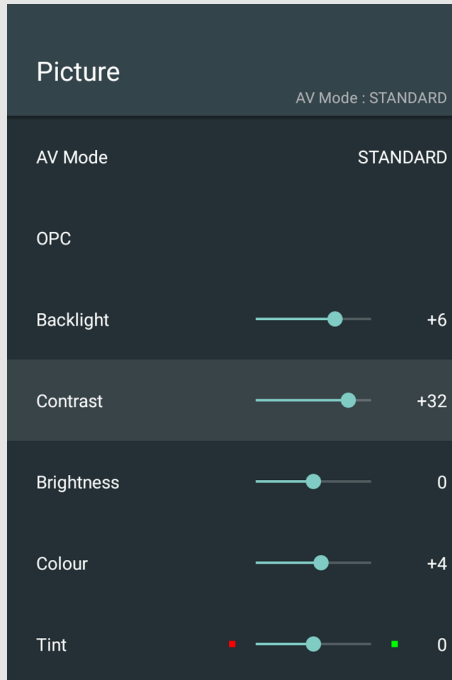 Picture
AV Mode : STANDARD
AV Mode STANDARD
OPC
Backlight +6
Contrast +32
Brightness 0
Colour +4
Tint 0